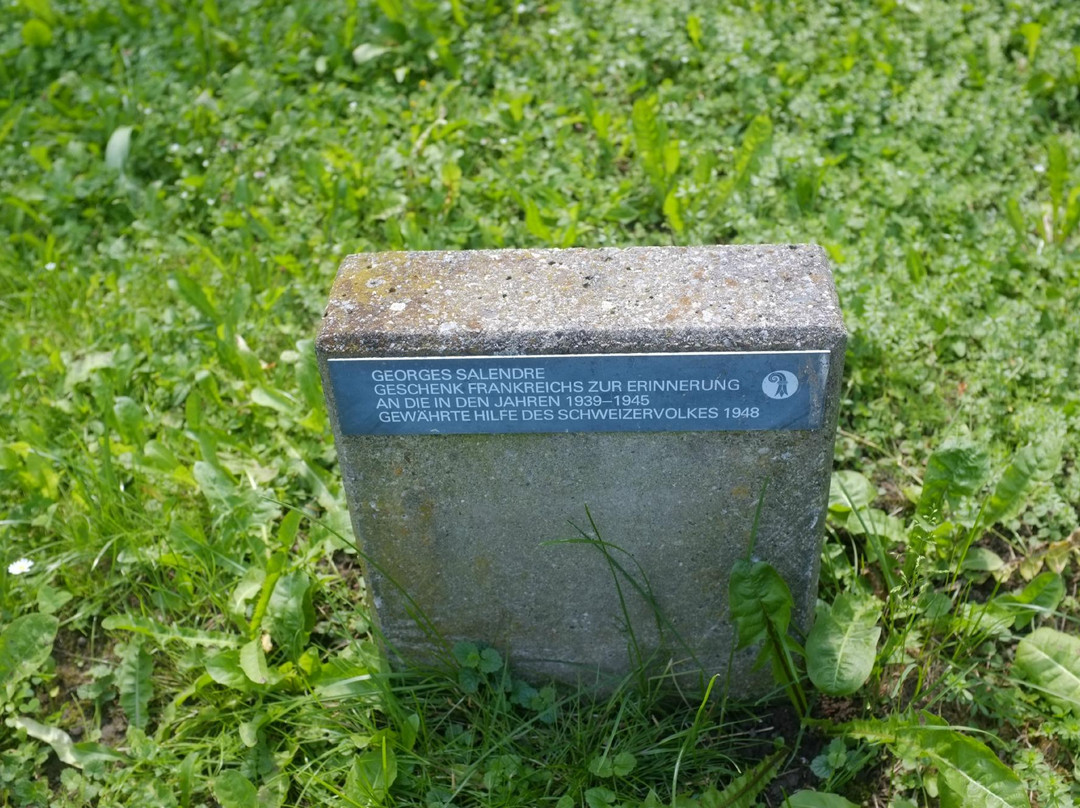 GEORGES SALENDRE
GESCHENK FRANKREICHS ZUR ERINNERUNG
AN DIE IN DEN JAHREN 1939–1945
GEWÄHRTE HILFE DES SCHWEIZERVOLKES 1948